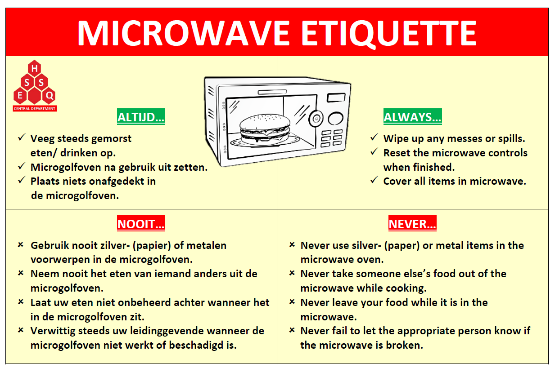 MICROWAVE ETIQUETTE
H
S S
E Q
CENTRAL DEPARTMENT
ALTIJD...
✓ Veeg steeds gemorst
eten/ drinken op.
✓ Microgolfoven na gebruik uit zetten.
✓ Plaats niets onafgedekt in
de microgolfoven.
ALWAYS...
✓ Wipe up any messes or spills.
✓ Reset the microwave controls
when finished.
✓ Cover all items in microwave.
NOOIT...
× Gebruik nooit zilver- (papier) of metalen
voorwerpen in de microgolfoven.
× Neem nooit het eten van iemand anders uit de
microgolfoven.
× Laat uw eten niet onbeheerd achter wanneer het
in de microgolfoven zit.
× Verwittig steeds uw leidinggevende wanneer de
microgolfoven niet werkt of beschadigd is.
NEVER...
× Never use silver- (paper) or metal items in the
microwave oven.
× Never take someone else’s food out of the
microwave while cooking.
× Never leave your food while it is in the
microwave.
× Never fail to let the appropriate person know if
the microwave is broken.